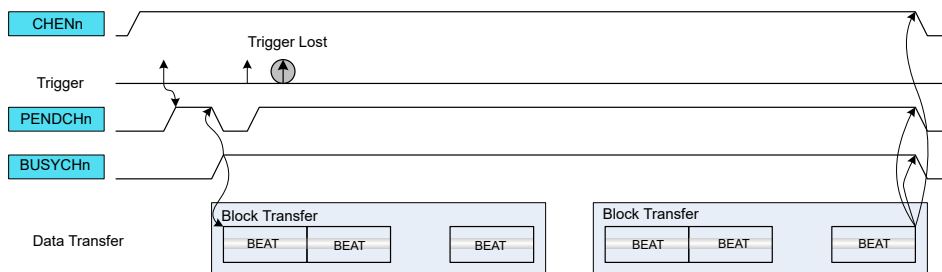 CHENn
Trigger Lost
Trigger
PENDCHn
BUSYCHn
Data Transfer
Block Transfer
BEAT BEAT BEAT
Block Transfer
BEAT BEAT BEAT